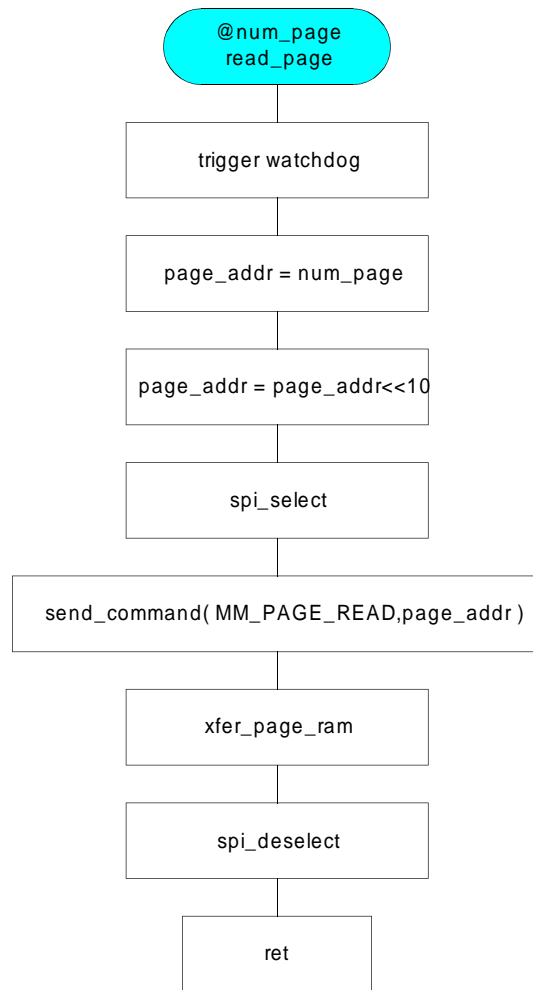 @num_page
read_page
trigger watchdog
page_addr = num_page
page_addr = page_addr<<10
spi_select
send_command( MM_PAGE_READ,page_addr )
xfer_page_ram
spi_deselect
ret